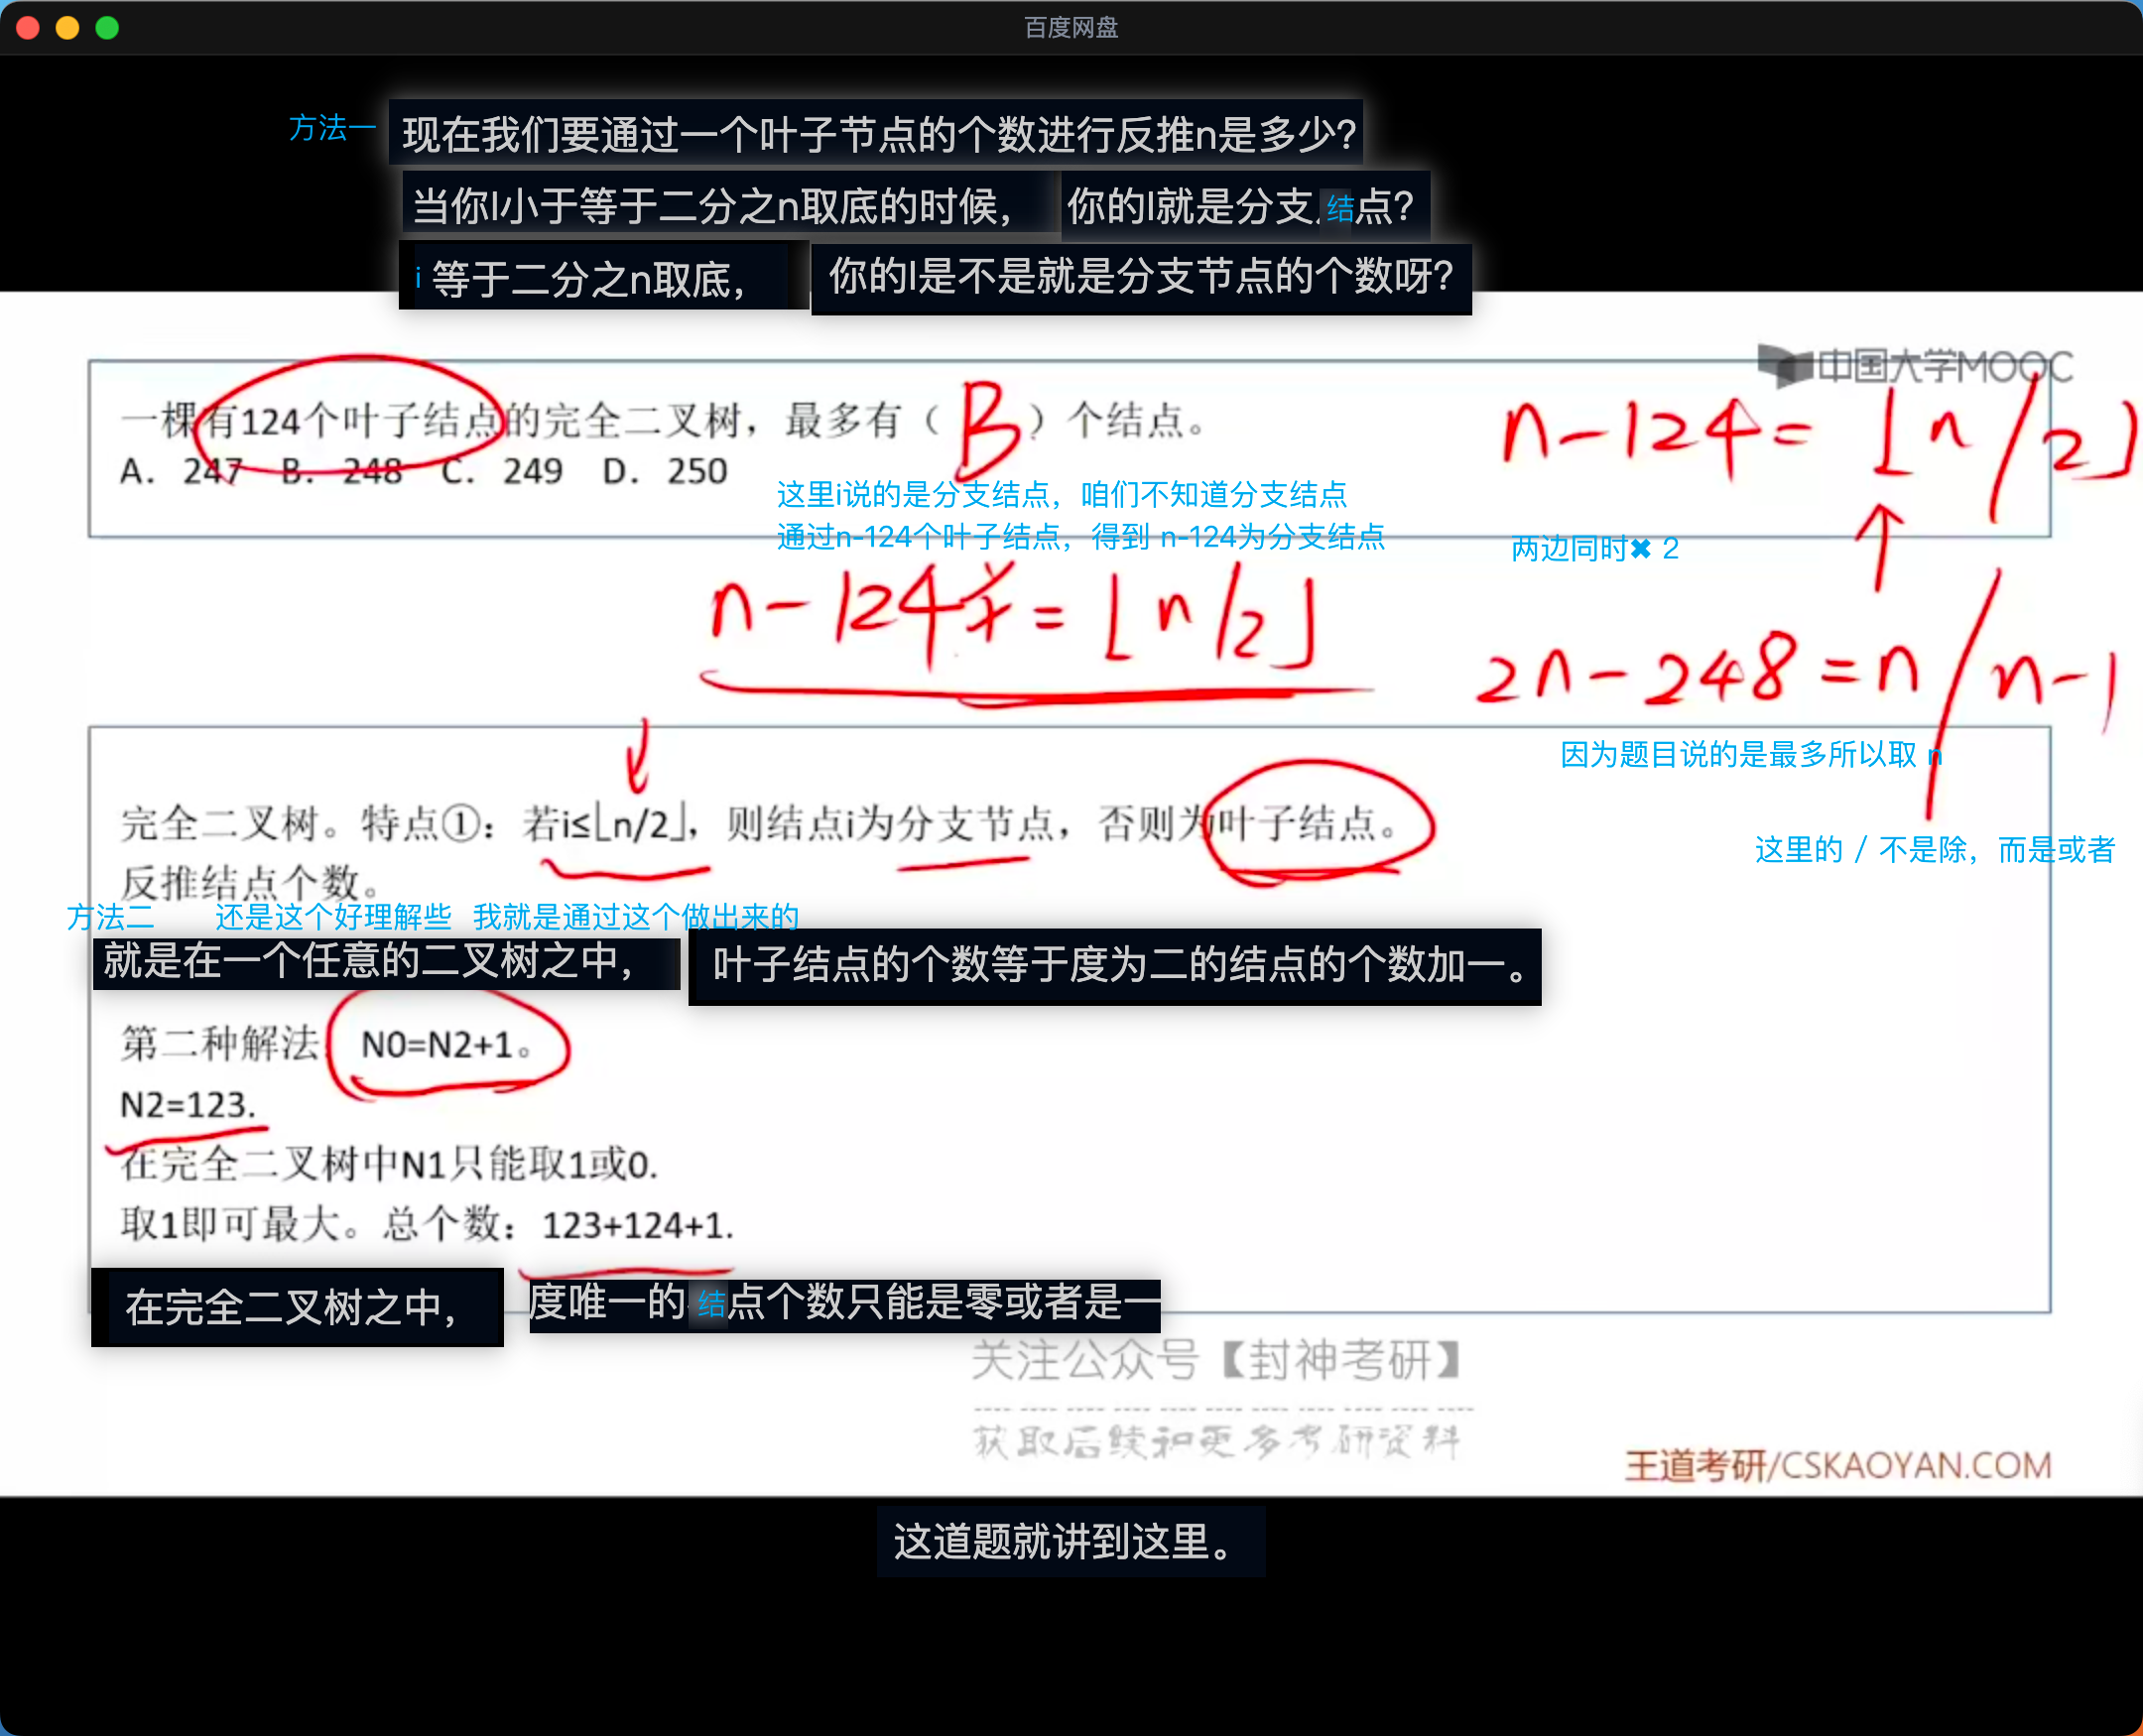 百度网盘
方法一 现在我们要通过一个叶子节点的个数进行反推n是多少?
当你l小于等于二分之n取底的时候， 你的l就是分支结点?
i 等于二分之n取底， 你的l是不是就是分支节点的个数呀?
中国大学MOOC
一棵有124个叶子结点的完全二叉树，最多有（ B ）个结点。
A. 247 B. 248 C. 249 D. 250
n-124=⌊n/2⌋
这里i说的是分支结点，咱们不知道分支结点
通过n-124个叶子结点，得到 n-124为分支结点
两边同时✖ 2
n-124=⌊n/2⌋
2n-248=n/n-1
因为题目说的是最多所以取 n
完全二叉树。特点①：若i≤⌊n/2⌋，则结点i为分支节点，否则为叶子结点。
这里的 / 不是除，而是或者
反推结点个数。
方法二 还是这个好理解些 我就是通过这个做出来的
就是在一个任意的二叉树之中， 叶子结点的个数等于度为二的结点的个数加一。
第二种解法 N0=N2+1。
N2=123.
在完全二叉树中N1只能取1或0.
取1即可最大。总个数：123+124+1.
在完全二叉树之中， 度唯一的结点个数只能是零或者是一
关注公众号【封神考研】
获取后续和更多考研资料
王道考研/CSKAOYAN.COM
这道题就讲到这里。